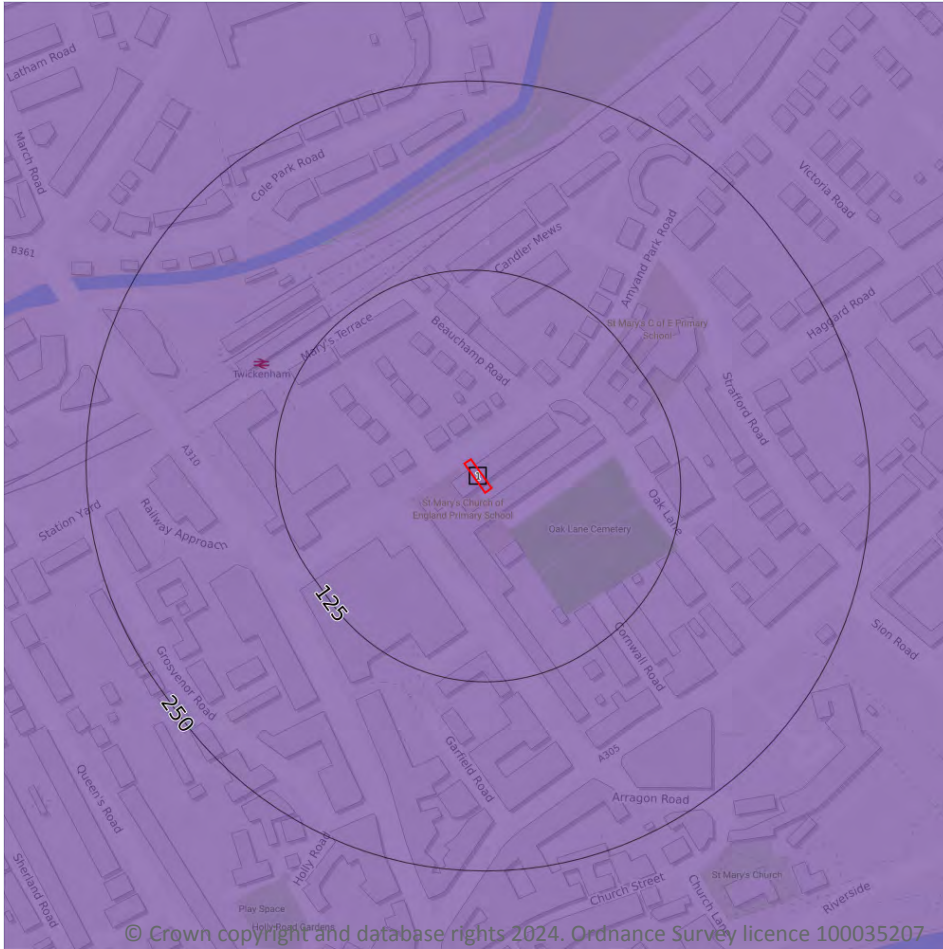 Latham Road
March Road
Cole Park Road
Victoria Road
B361
Candler Mews
Amyand Park Road
Haggard Road
St Mary's C of E Primary
School
Mary's Terrace
Beauchamp Road
Twickenham
Strafford Road
A310
1
St Mary's Church of
England Primary School
Oak Lane
Station Yard
Railway Approach
Oak Lane Cemetery
125
Cornwall Road
Sion Road
Grosvenor Road
250
Garfield Road
A305
Queen's Road
Arragon Road
Holly Road
Sherland Road
St Mary's Church
Church Street
Church Lane
Riverside
Play Space
Holly Road Gardens
© Crown copyright and database rights 2024. Ordnance Survey licence 100035207